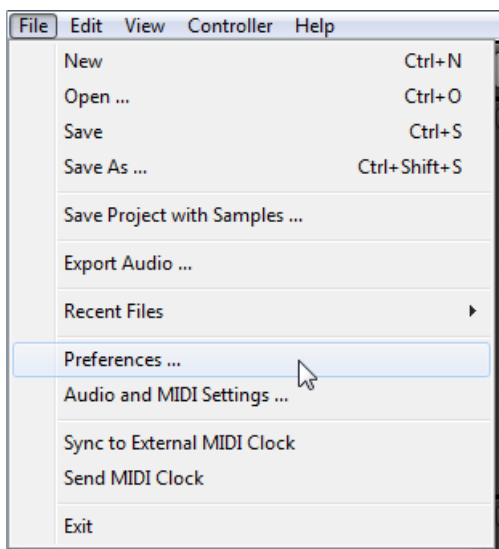 File Edit View Controller Help
New Ctrl+N
Open ... Ctrl+O
Save Ctrl+S
Save As ... Ctrl+Shift+S
Save Project with Samples ...
Export Audio ...
Recent Files
Preferences ...
Audio and MIDI Settings ...
Sync to External MIDI Clock
Send MIDI Clock
Exit